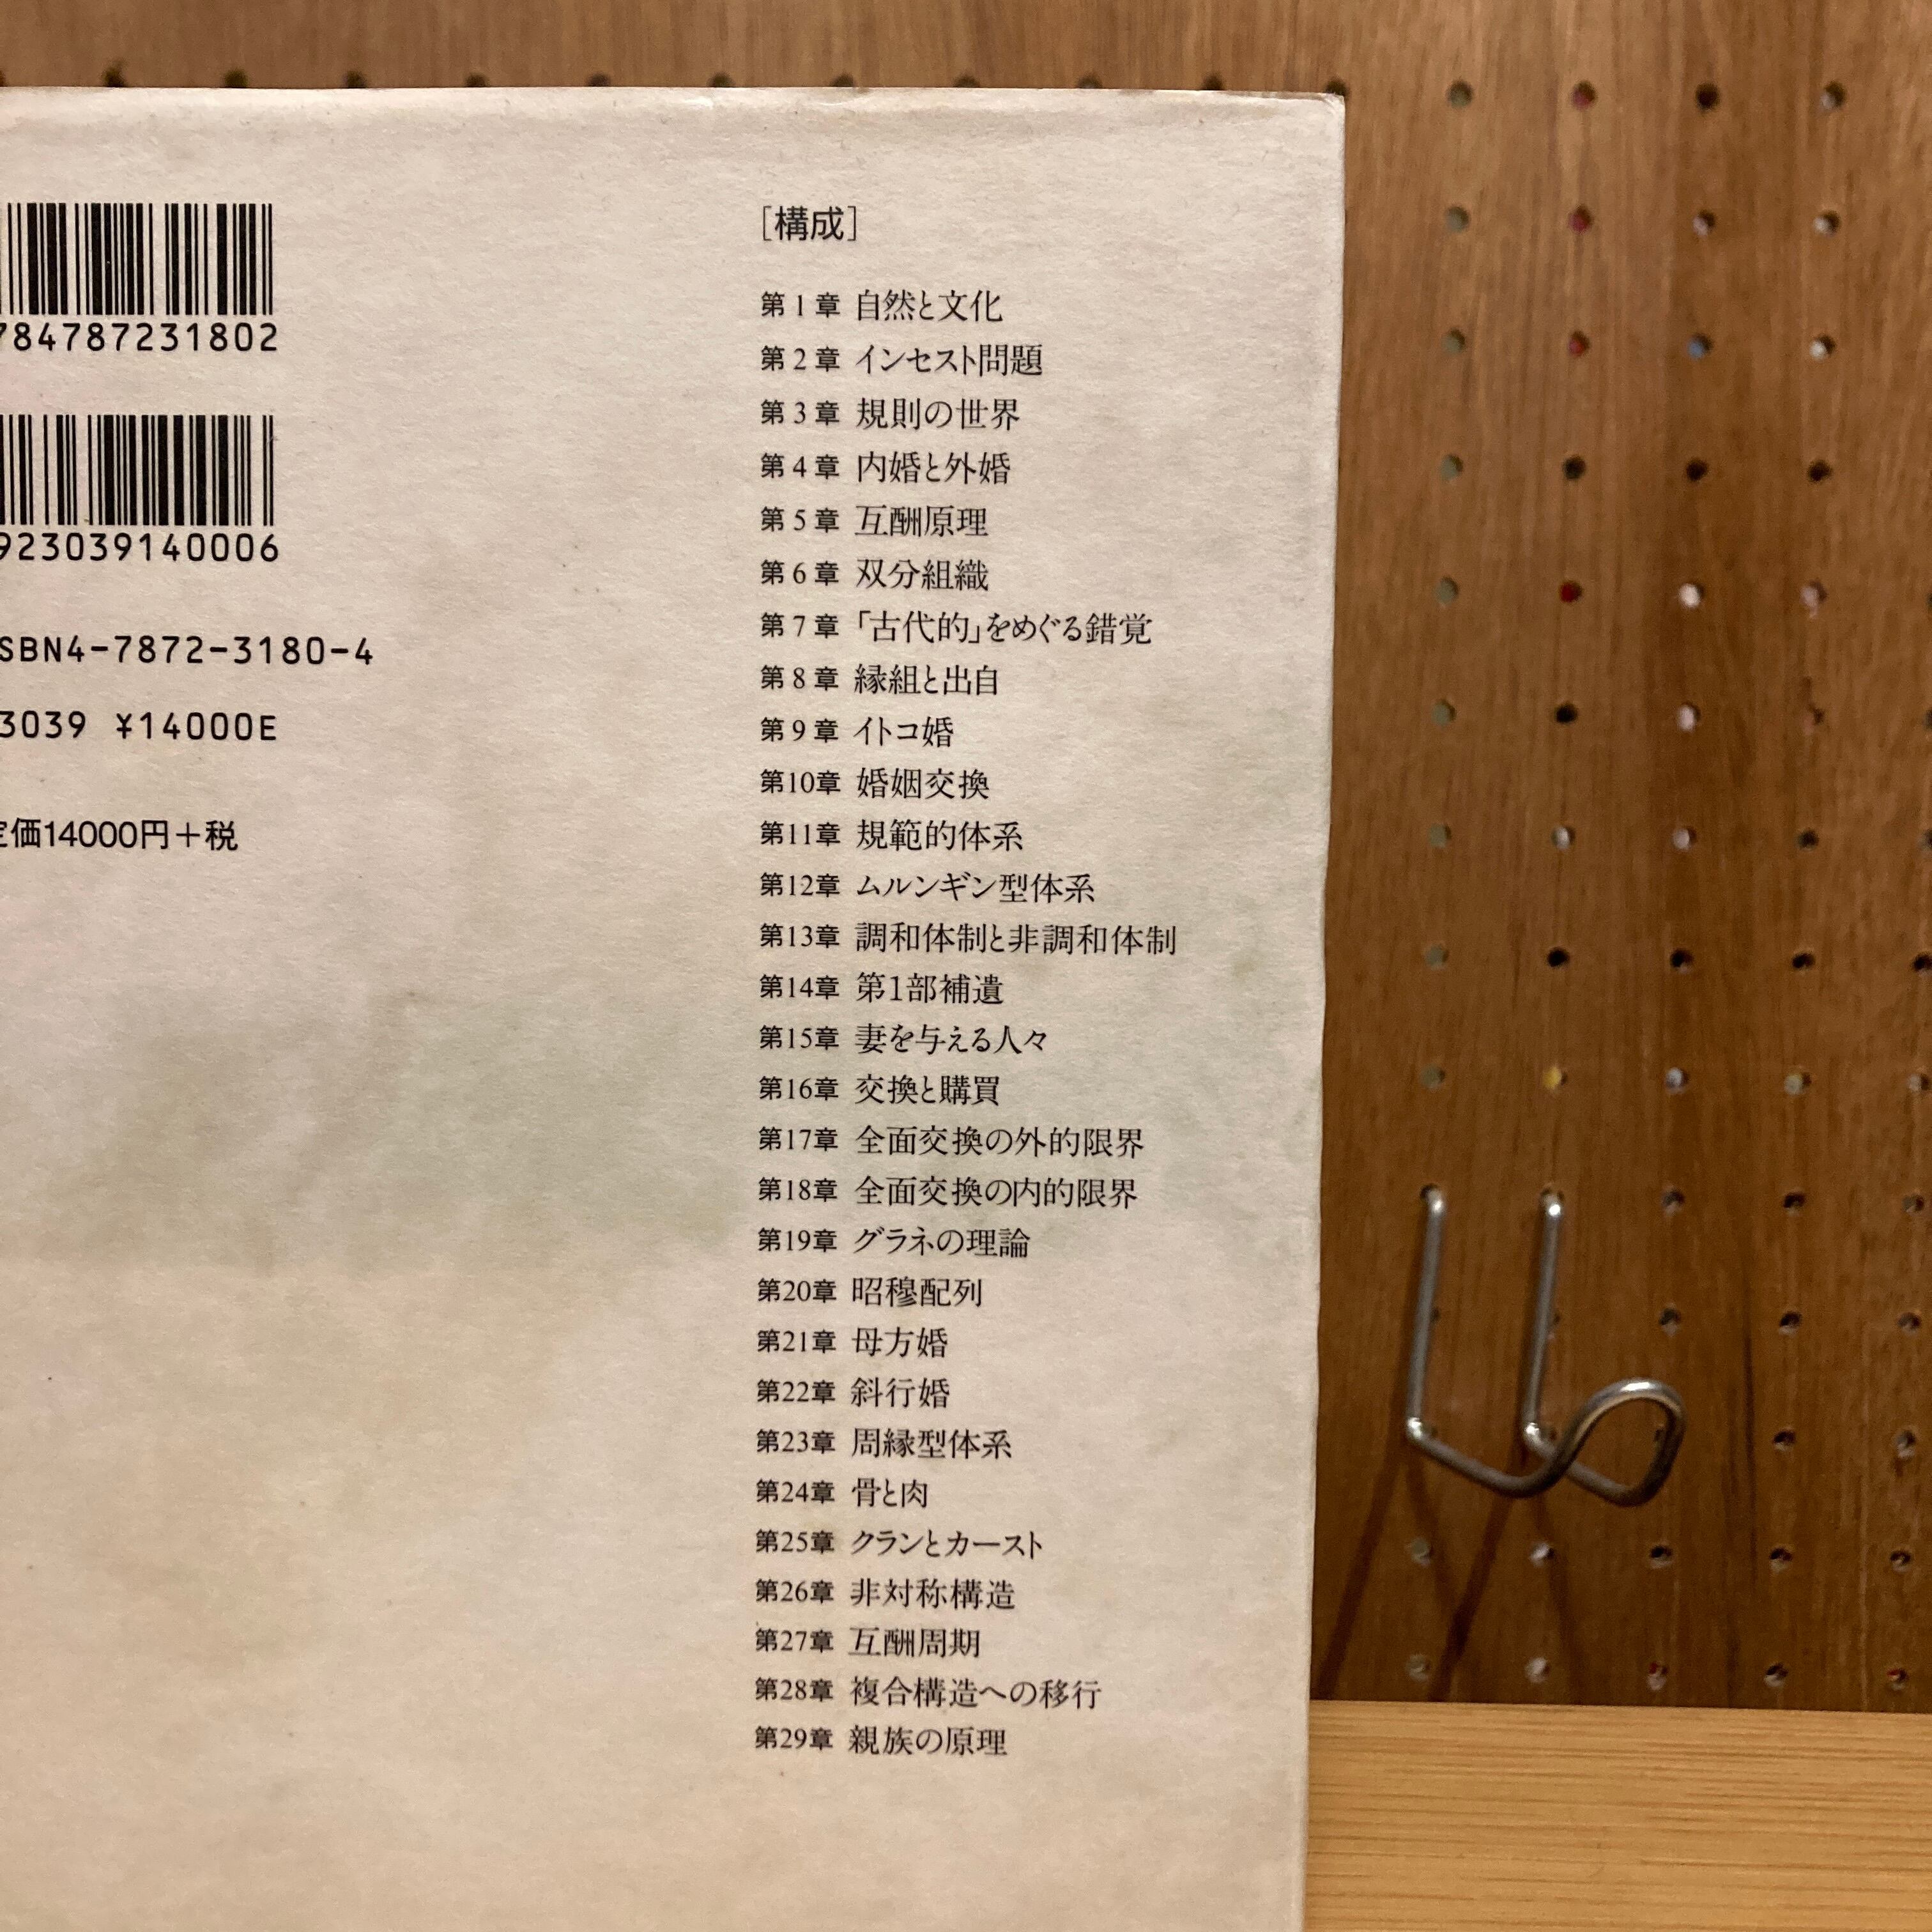 784787231802
923039140006
SBN4-7872-3180-4
3039 ¥14000E
定価14000円+税
[構成]
第1章 自然と文化
第2章 インセスト問題
第3章 規則の世界
第4章 内婚と外婚
第5章 互酬原理
第6章 双分組織
第7章 「古代的」をめぐる錯覚
第8章 縁組と出自
第9章 イトコ婚
第10章 婚姻交換
第11章 規範的体系
第12章 ムルンギン型体系
第13章 調和体制と非調和体制
第14章 第1部補遺
第15章 妻を与える人々
第16章 交換と購買
第17章 全面交換の外的限界
第18章 全面交換の内的限界
第19章 グラネの理論
第20章 昭穆配列
第21章 母方婚
第22章 斜行婚
第23章 周縁型体系
第24章 骨と肉
第25章 クランとカースト
第26章 非対称構造
第27章 互酬周期
第28章 複合構造への移行
第29章 親族の原理